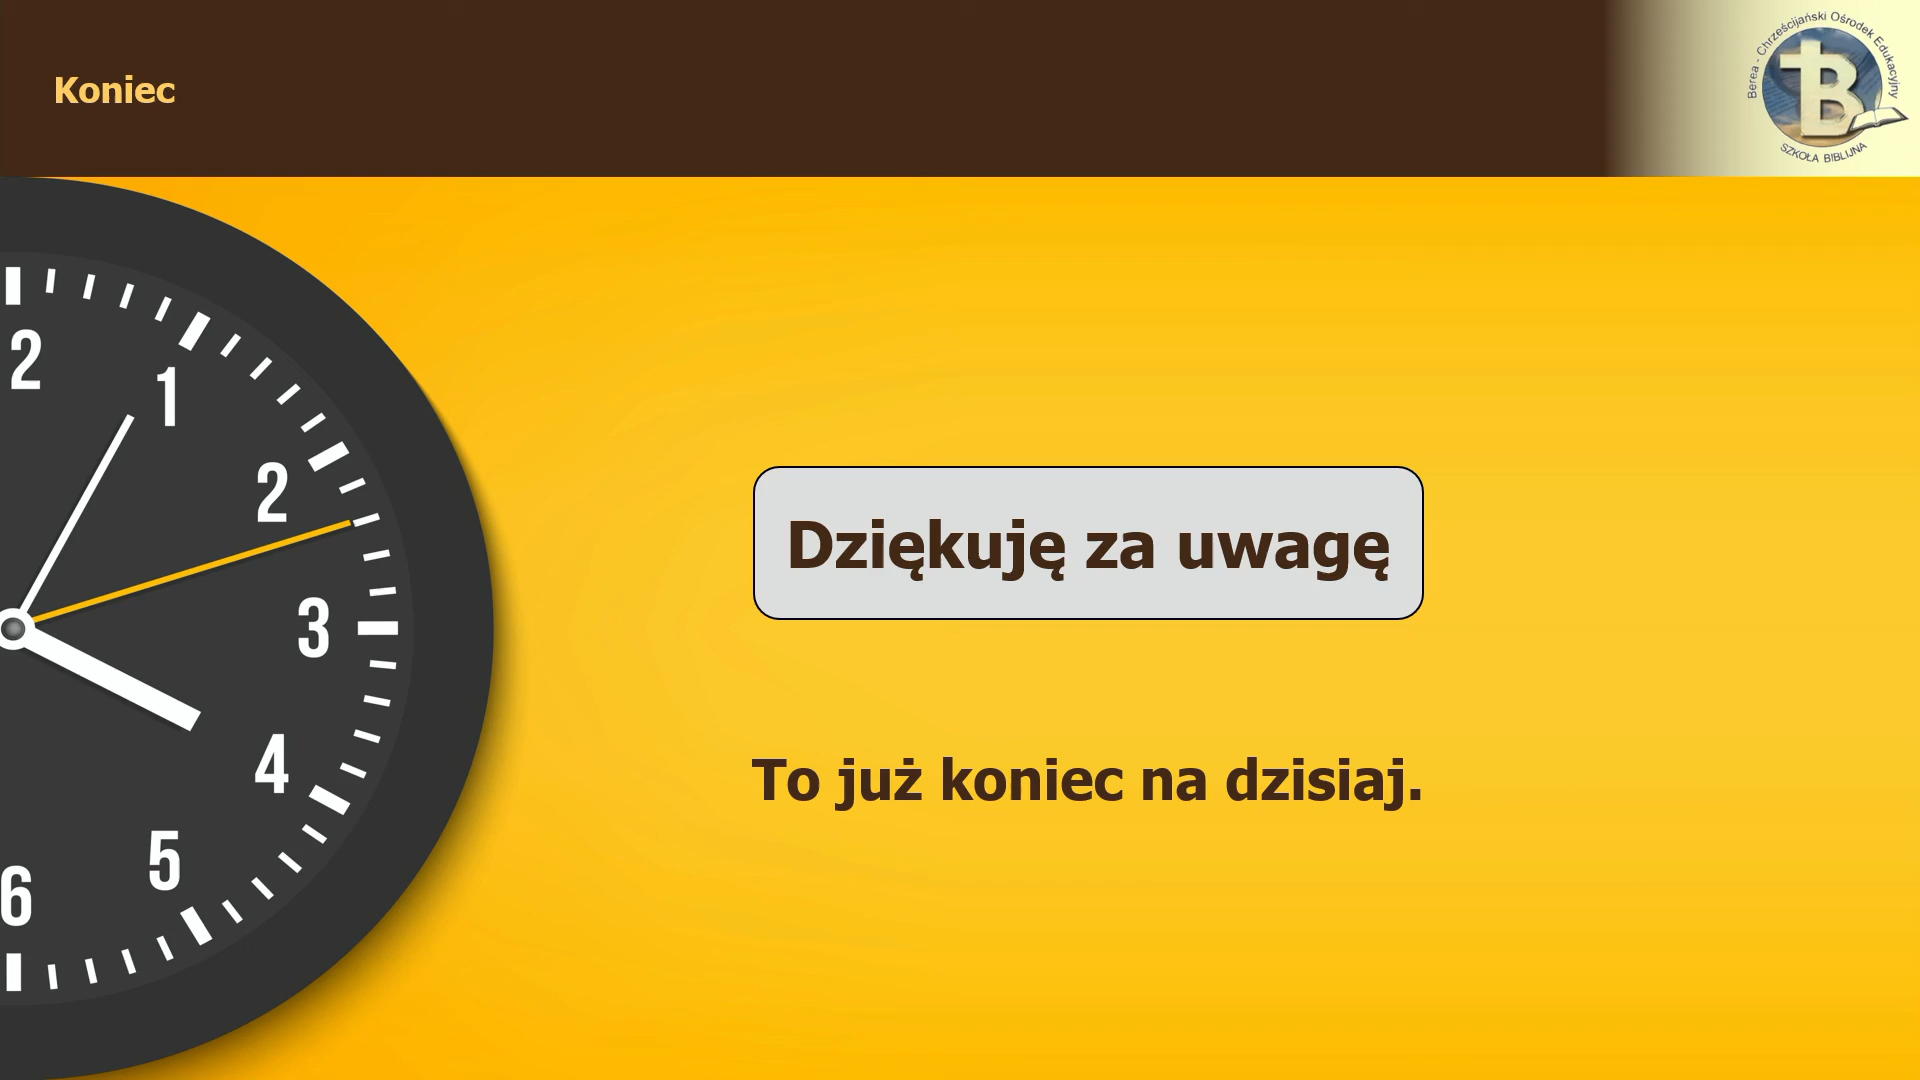 Koniec
Berea - Chrześcijański Ośrodek Edukacyjny
B
SZKOŁA BIBLIJNA
2
1
2
3
4
5
6
Dziękuję za uwagę
To już koniec na dzisiaj.